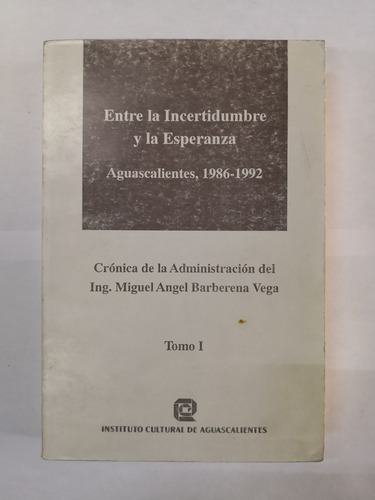 Entre la Incertidumbre
y la Esperanza
Aguascalientes, 1986-1992
Crónica de la Administración del
Ing. Miguel Angel Barberena Vega
Tomo I
INSTITUTO CULTURAL DE AGUASCALIENTES